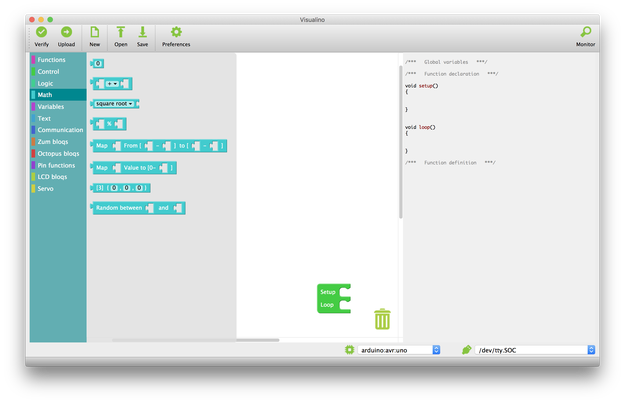 Visualino
Verify Upload New Open Save Preferences Monitor
Functions
Control
Logic
Math
Variables
Text
Communication
Zum bloqs
Octopus bloqs
Pin functions
LCD bloqs
Servo
0
+
square root
%
Map From [ - ] to [ - ]
Map Value to [0- ]
[3] { 0 , 0 , 0 }
Random between and
Setup
Loop
/*** Global variables ***/
/*** Function declaration ***/
void setup()
{
}
void loop()
{
}
/*** Function definition ***/
arduino:avr:uno /dev/tty.SOC